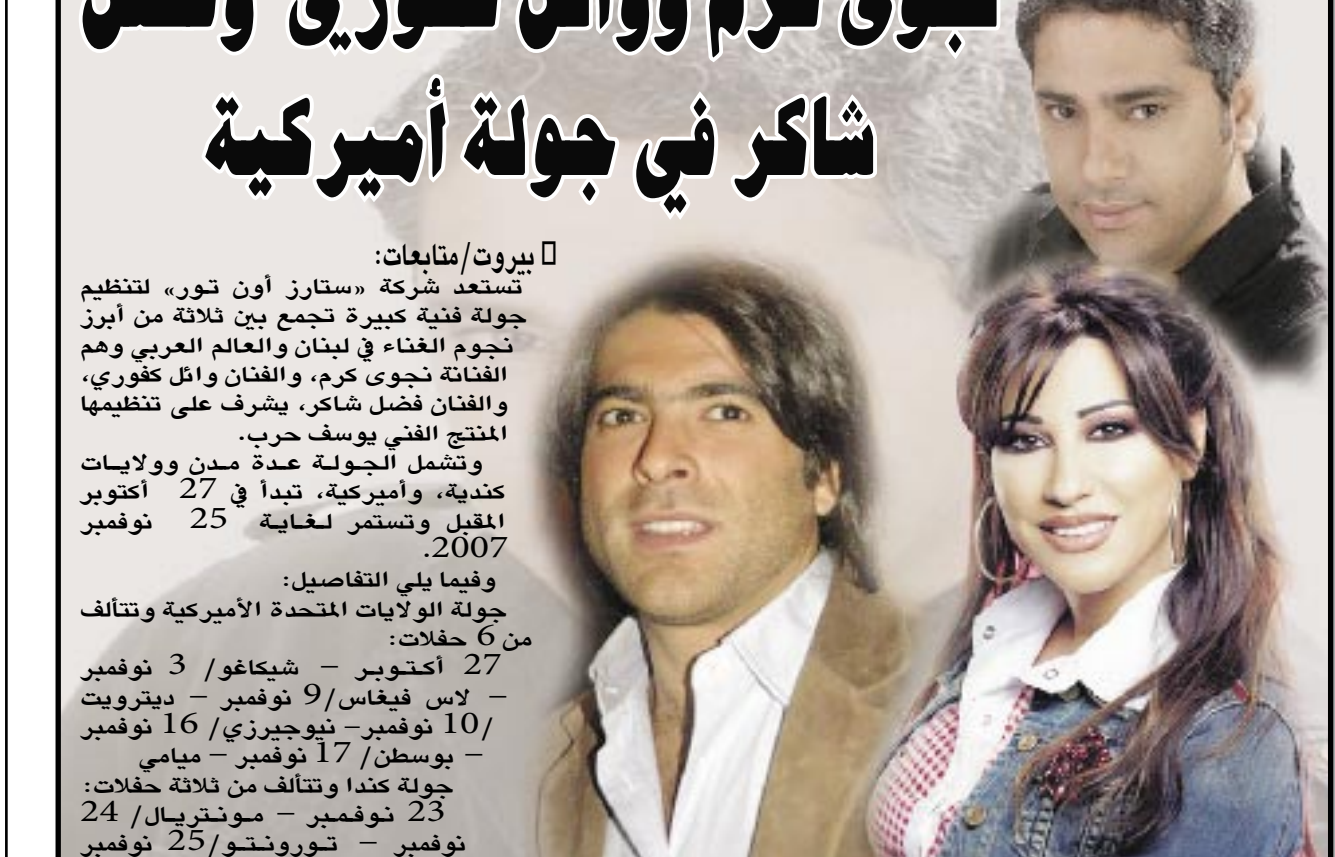 نجوى كرم ووائل كفوري وفضل
شاكر في جولة أميركية
بيروت/متابعات:
تستعد شركة «ستارز أون تور» لتنظيم
جولة فنية كبيرة تجمع بين ثلاثة من أبرز
نجوم الغناء في لبنان والعالم العربي وهم
الفنانة نجوى كرم، والفنان وائل كفوري،
والفنان فضل شاكر، يشرف على تنظيمها
المنتج الفني يوسف حرب.
وتشمل الجولة عدة مدن وولايات
كندية، وأميركية، تبدأ في 27 أكتوبر
المقبل وتستمر لغاية 25 نوفمبر
2007.
وفيما يلي التفاصيل:
جولة الولايات المتحدة الأميركية وتتألف
من 6 حفلات:
27 أكتوبر – شيكاغو/ 3 نوفمبر
– لاس فيغاس/9 نوفمبر – ديترويت
/10 نوفمبر– نيوجيرزي/ 16 نوفمبر
– بوسطن/ 17 نوفمبر – ميامي
جولة كندا وتتألف من ثلاثة حفلات:
23 نوفمبر – مونتريال/ 24
نوفمبر – تورونتو/25 نوفمبر